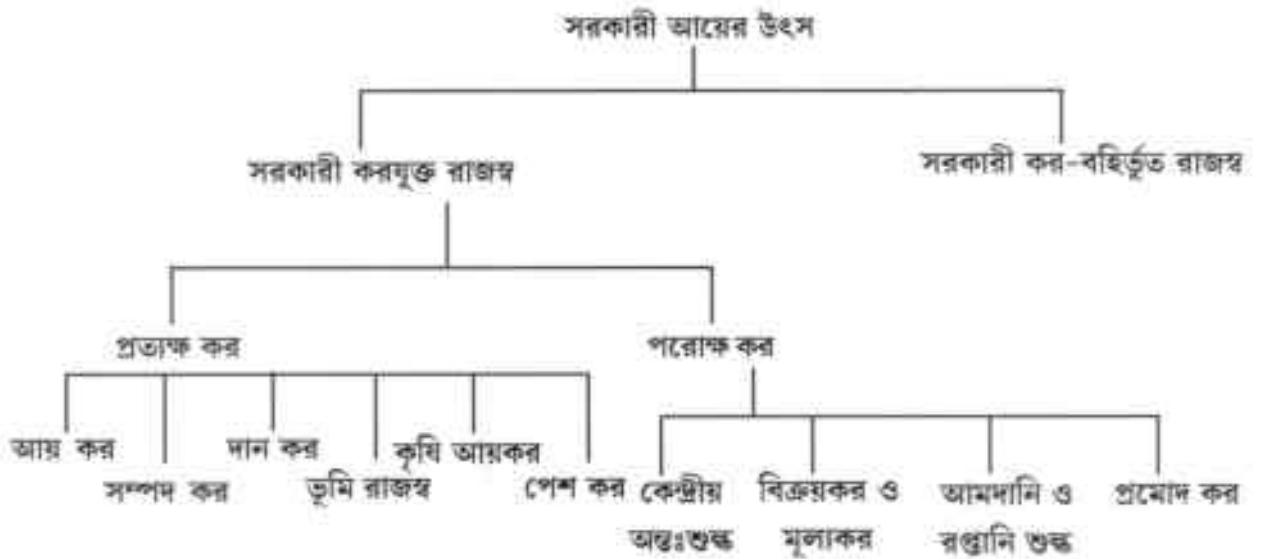 সরকারী আয়ের উৎস
সরকারী করযুক্ত রাজস্ব
সরকারী কর-বহির্ভূত রাজস্ব
প্রত্যক্ষ কর
পরোক্ষ কর
আয় কর
সম্পদ কর
দান কর
ভূমি রাজস্ব
কৃষি আয়কর
পেশ কর
কেন্দ্রীয়
অন্তঃশুল্ক
বিক্রয়কর ও
মূল্যকর
আমদানি ও
রপ্তানি শুল্ক
প্রমোদ কর